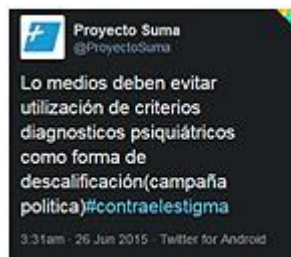 Proyecto Suma
@ProyectoSuma
Lo medios deben evitar
utilización de criterios
diagnosticos psiquiátricos
como forma de
descalificación(campaña
politica)#contraelestigma
3:31am · 26 Jun 2015 · Twitter for Android